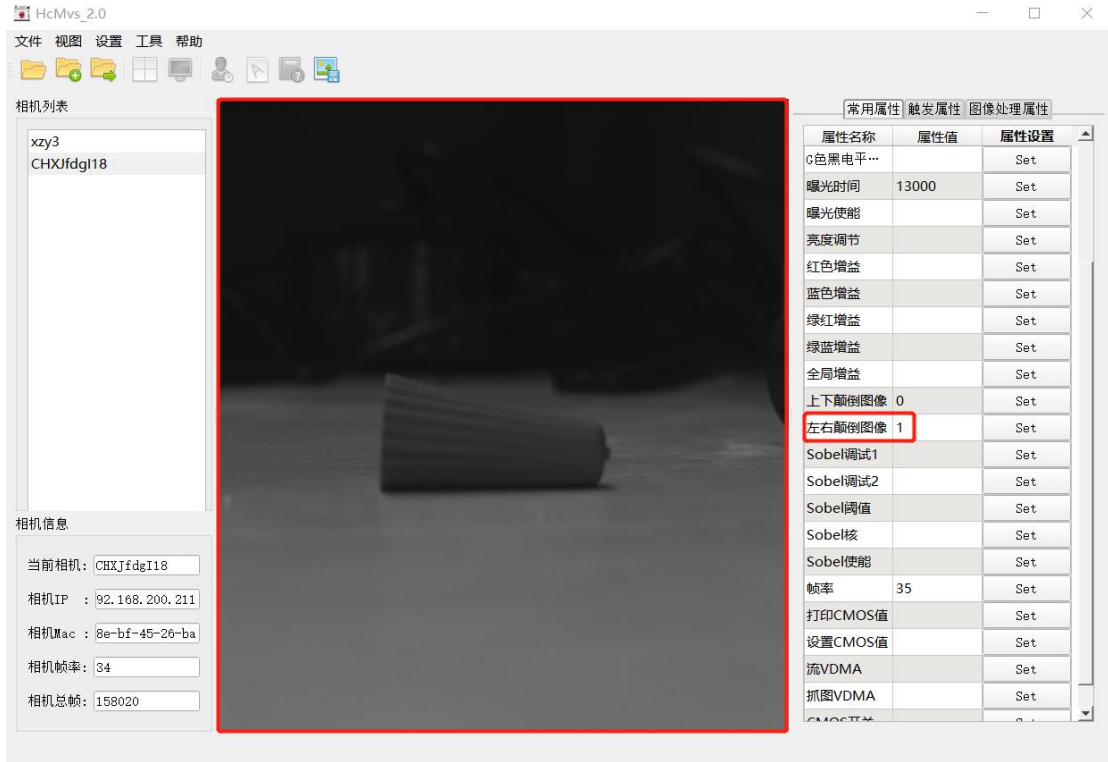 HcMvs_2.0
文件 视图 设置 工具 帮助
相机列表
xzy3
CHXJfdgI18
相机信息
当前相机: CHXJfdgI18
相机IP : 92.168.200.211
相机Mac : 8e-bf-45-26-ba
相机帧率: 34
相机总帧: 158020
常用属性 触发属性 图像处理属性
属性名称 属性值 属性设置
G色黑电平… Set
曝光时间 13000 Set
曝光使能 Set
亮度调节 Set
红色增益 Set
蓝色增益 Set
绿红增益 Set
绿蓝增益 Set
全局增益 Set
上下颠倒图像 0 Set
左右颠倒图像 1 Set
Sobel调试1 Set
Sobel调试2 Set
Sobel阈值 Set
Sobel核 Set
Sobel使能 Set
帧率 35 Set
打印CMOS值 Set
设置CMOS值 Set
流VDMA Set
抓图VDMA Set